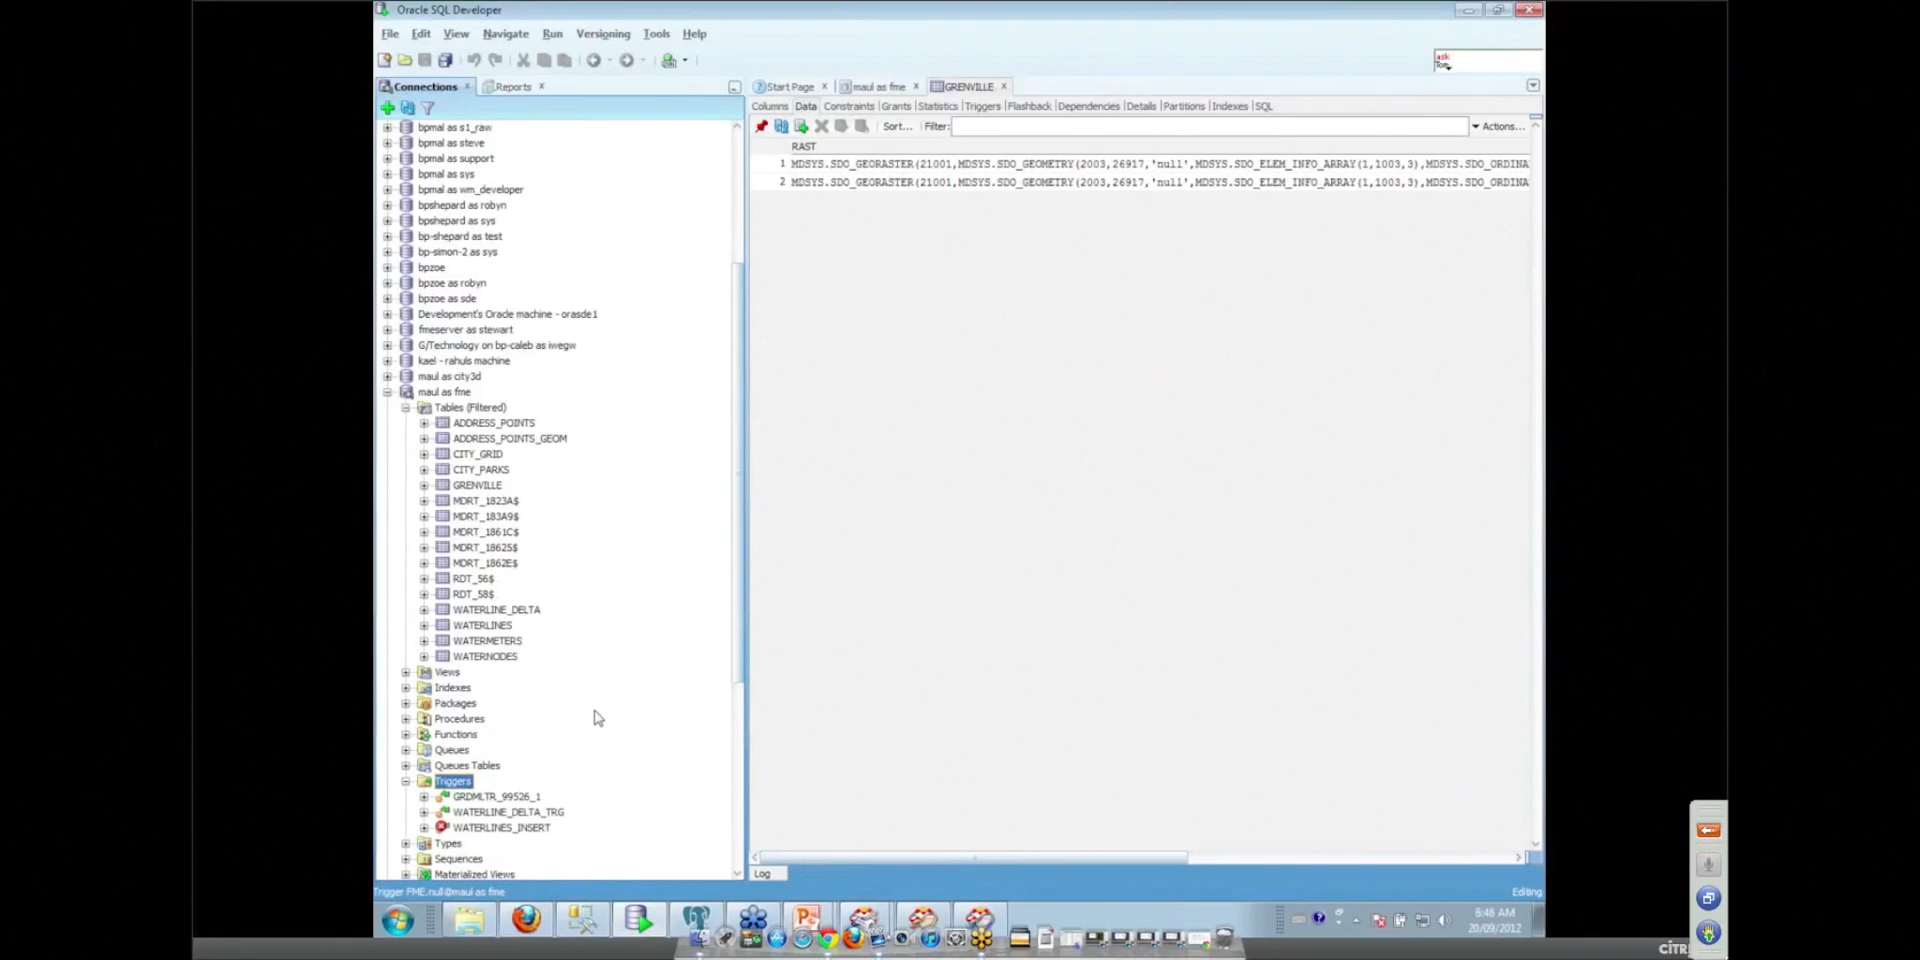 Oracle SQL Developer
File Edit View Navigate Run Versioning Tools Help
ask
Tom
Connections
Reports
Start Page
maul as fme
GRENVILLE
Columns Data Constraints Grants Statistics Triggers Flashback Dependencies Details Partitions Indexes SQL
Sort... Filter: Actions...
RAST
1 MDSYS.SDO_GEORASTER(21001,MDSYS.SDO_GEOMETRY(2003,26917,'null',MDSYS.SDO_ELEM_INFO_ARRAY(1,1003,3),MDSYS.SDO_ORDINA
2 MDSYS.SDO_GEORASTER(21001,MDSYS.SDO_GEOMETRY(2003,26917,'null',MDSYS.SDO_ELEM_INFO_ARRAY(1,1003,3),MDSYS.SDO_ORDINA
bpmal as s1_raw
bpmal as steve
bpmal as support
bpmal as sys
bpmal as wm_developer
bpshepard as robyn
bpshepard as sys
bp-shepard as test
bp-simon-2 as sys
bpzoe
bpzoe as robyn
bpzoe as sde
Development's Oracle machine - orasde1
fmeserver as stewart
G/Technology on bp-caleb as iwegw
kael - rahuls machine
maul as city3d
maul as fme
Tables (Filtered)
ADDRESS_POINTS
ADDRESS_POINTS_GEOM
CITY_GRID
CITY_PARKS
GRENVILLE
MDRT_1823A$
MDRT_183A9$
MDRT_1861C$
MDRT_18625$
MDRT_1862E$
RDT_56$
RDT_58$
WATERLINE_DELTA
WATERLINES
WATERMETERS
WATERNODES
Views
Indexes
Packages
Procedures
Functions
Queues
Queues Tables
Triggers
GRDMLTR_99526_1
WATERLINE_DELTA_TRG
WATERLINES_INSERT
Types
Sequences
Materialized Views
Log
Trigger FME.null@maul as fme
Editing
8:48 AM
20/09/2012